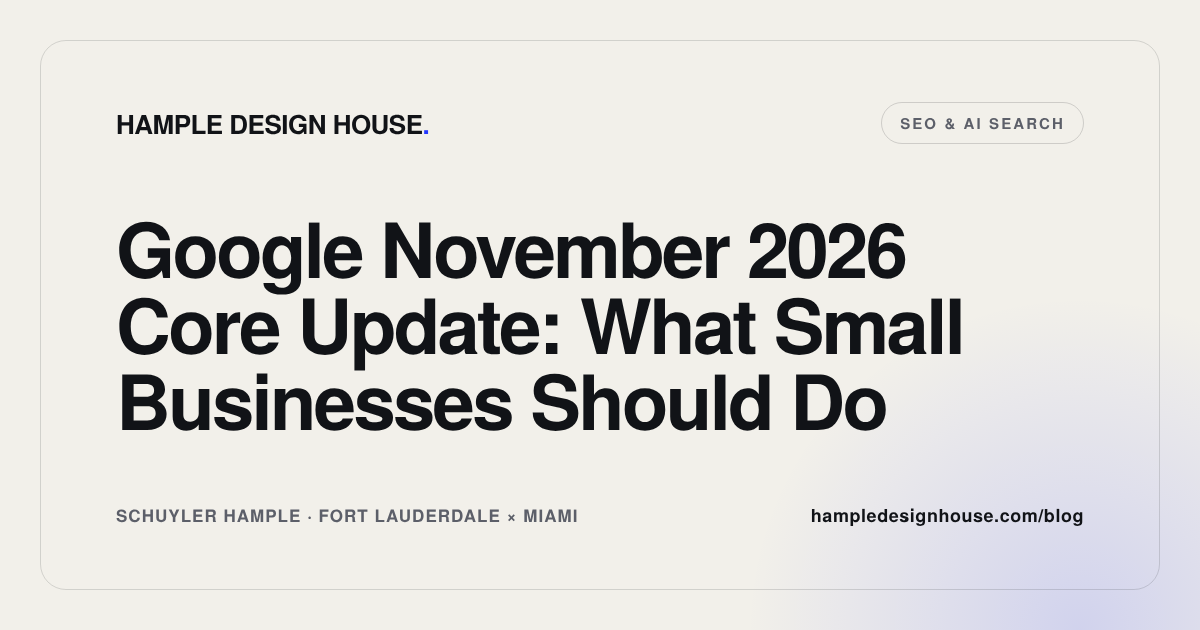 HAMPLE DESIGN HOUSE.
SEO & AI SEARCH
Google November 2026
Core Update: What Small
Businesses Should Do
SCHUYLER HAMPLE · FORT LAUDERDALE × MIAMI
hampledesignhouse.com/blog